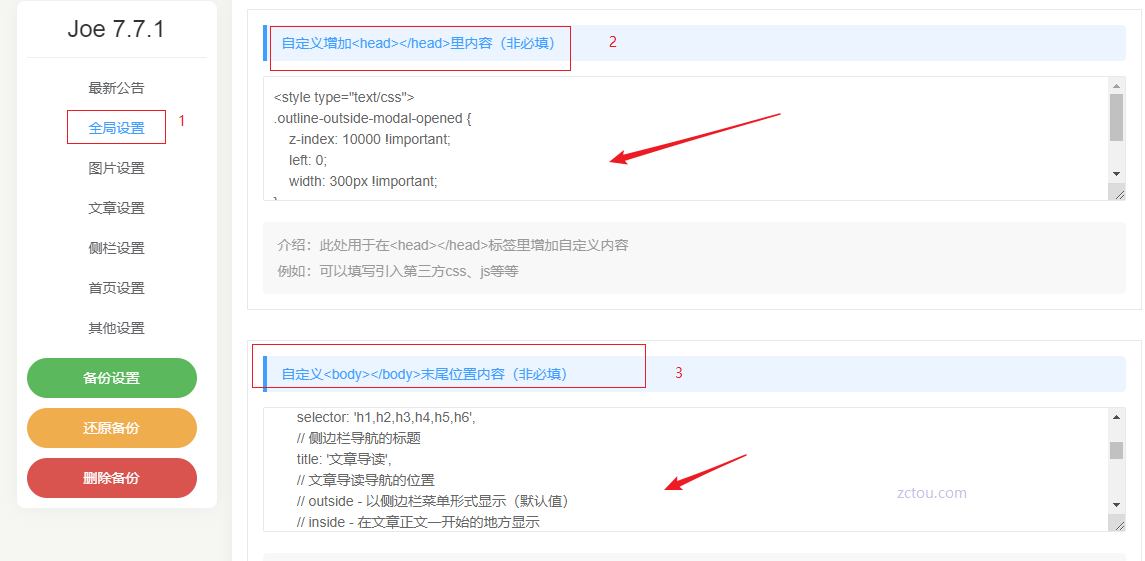 Joe 7.7.1
最新公告
全局设置
1
图片设置
文章设置
侧栏设置
首页设置
其他设置
备份设置
还原备份
删除备份
自定义增加<head></head>里内容（非必填）
2
<style type="text/css">
.outline-outside-modal-opened {
z-index: 10000 !important;
left: 0;
width: 300px !important;
}
介绍：此处用于在<head></head>标签里增加自定义内容
例如：可以填写引入第三方css、js等等
自定义<body></body>末尾位置内容（非必填）
3
selector: 'h1,h2,h3,h4,h5,h6',
// 侧边栏导航的标题
title: '文章导读',
// 文章导读导航的位置
// outside - 以侧边栏菜单形式显示（默认值）
// inside - 在文章正文一开始的地方显示
zctou.com